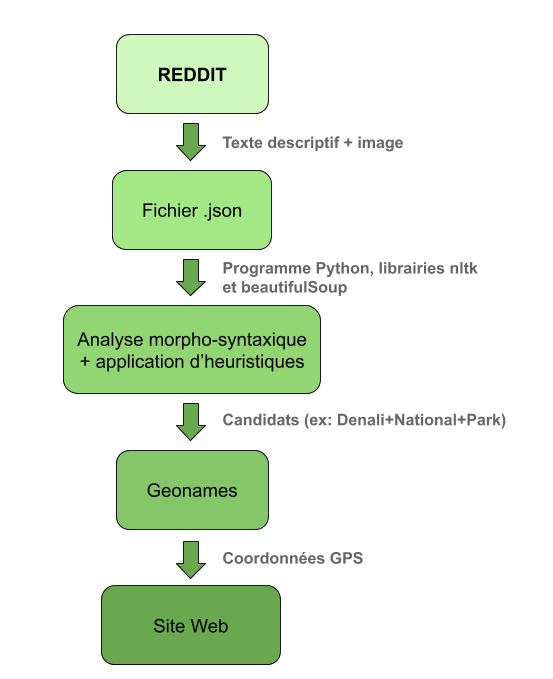 REDDIT
Texte descriptif + image
Fichier .json
Programme Python, librairies nltk
et beautifulSoup
Analyse morpho-syntaxique
+ application d'heuristiques
Candidats (ex: Denali+National+Park)
Geonames
Coordonnées GPS
Site Web